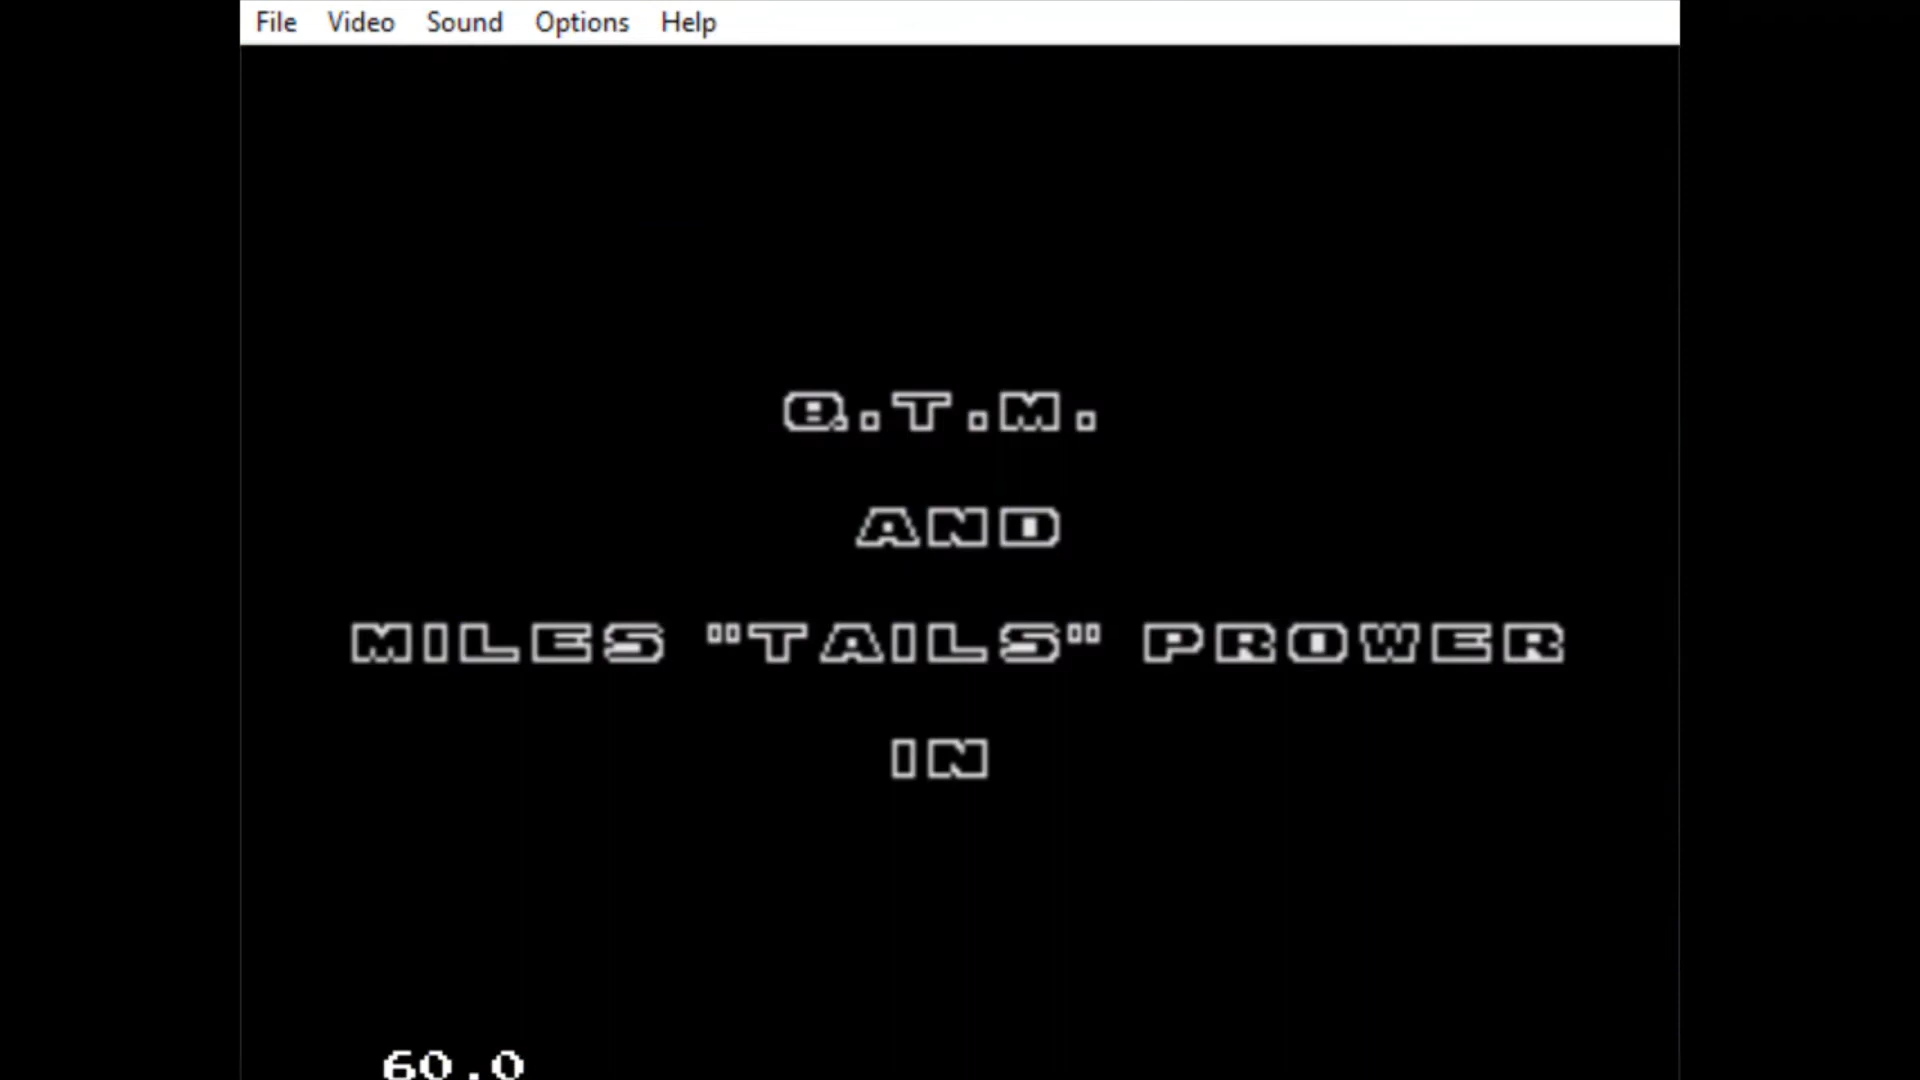 File Video Sound Options Help
Q.T.M.
AND
MILES "TAILS" PROWER
IN
60.0